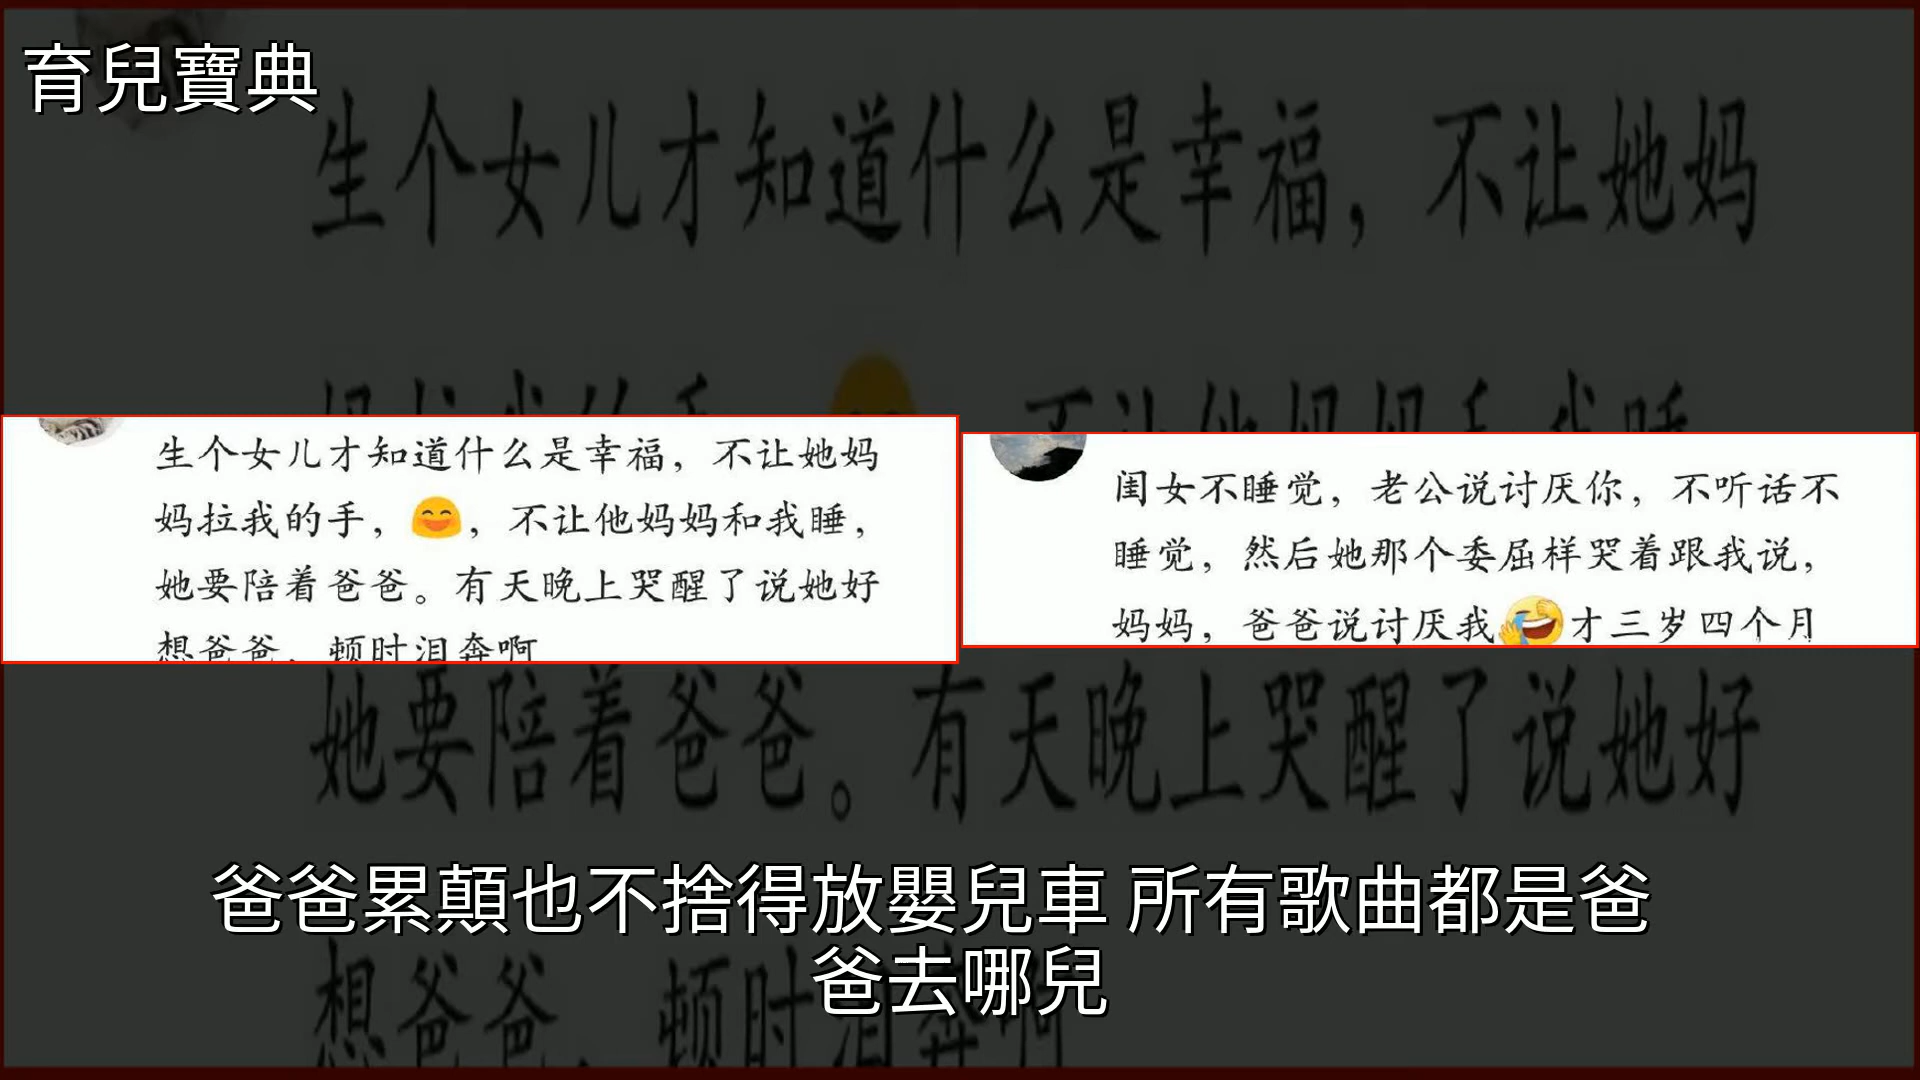 育兒寶典
生个女儿才知道什么是幸福，不让她妈
生个女儿才知道什么是幸福，不让她妈
妈拉我的手，😄，不让他妈妈和我睡，
她要陪着爸爸。有天晚上哭醒了说她好
想爸爸、顿时泪奔啊
闺女不睡觉，老公说讨厌你，不听话不
睡觉，然后她那个委屈样哭着跟我说，
妈妈，爸爸说讨厌我🤣才三岁四个月
她要陪着爸爸。有天晚上哭醒了说她好
爸爸累顛也不捨得放嬰兒車 所有歌曲都是爸
爸去哪兒
想爸爸、顿时泪奔啊